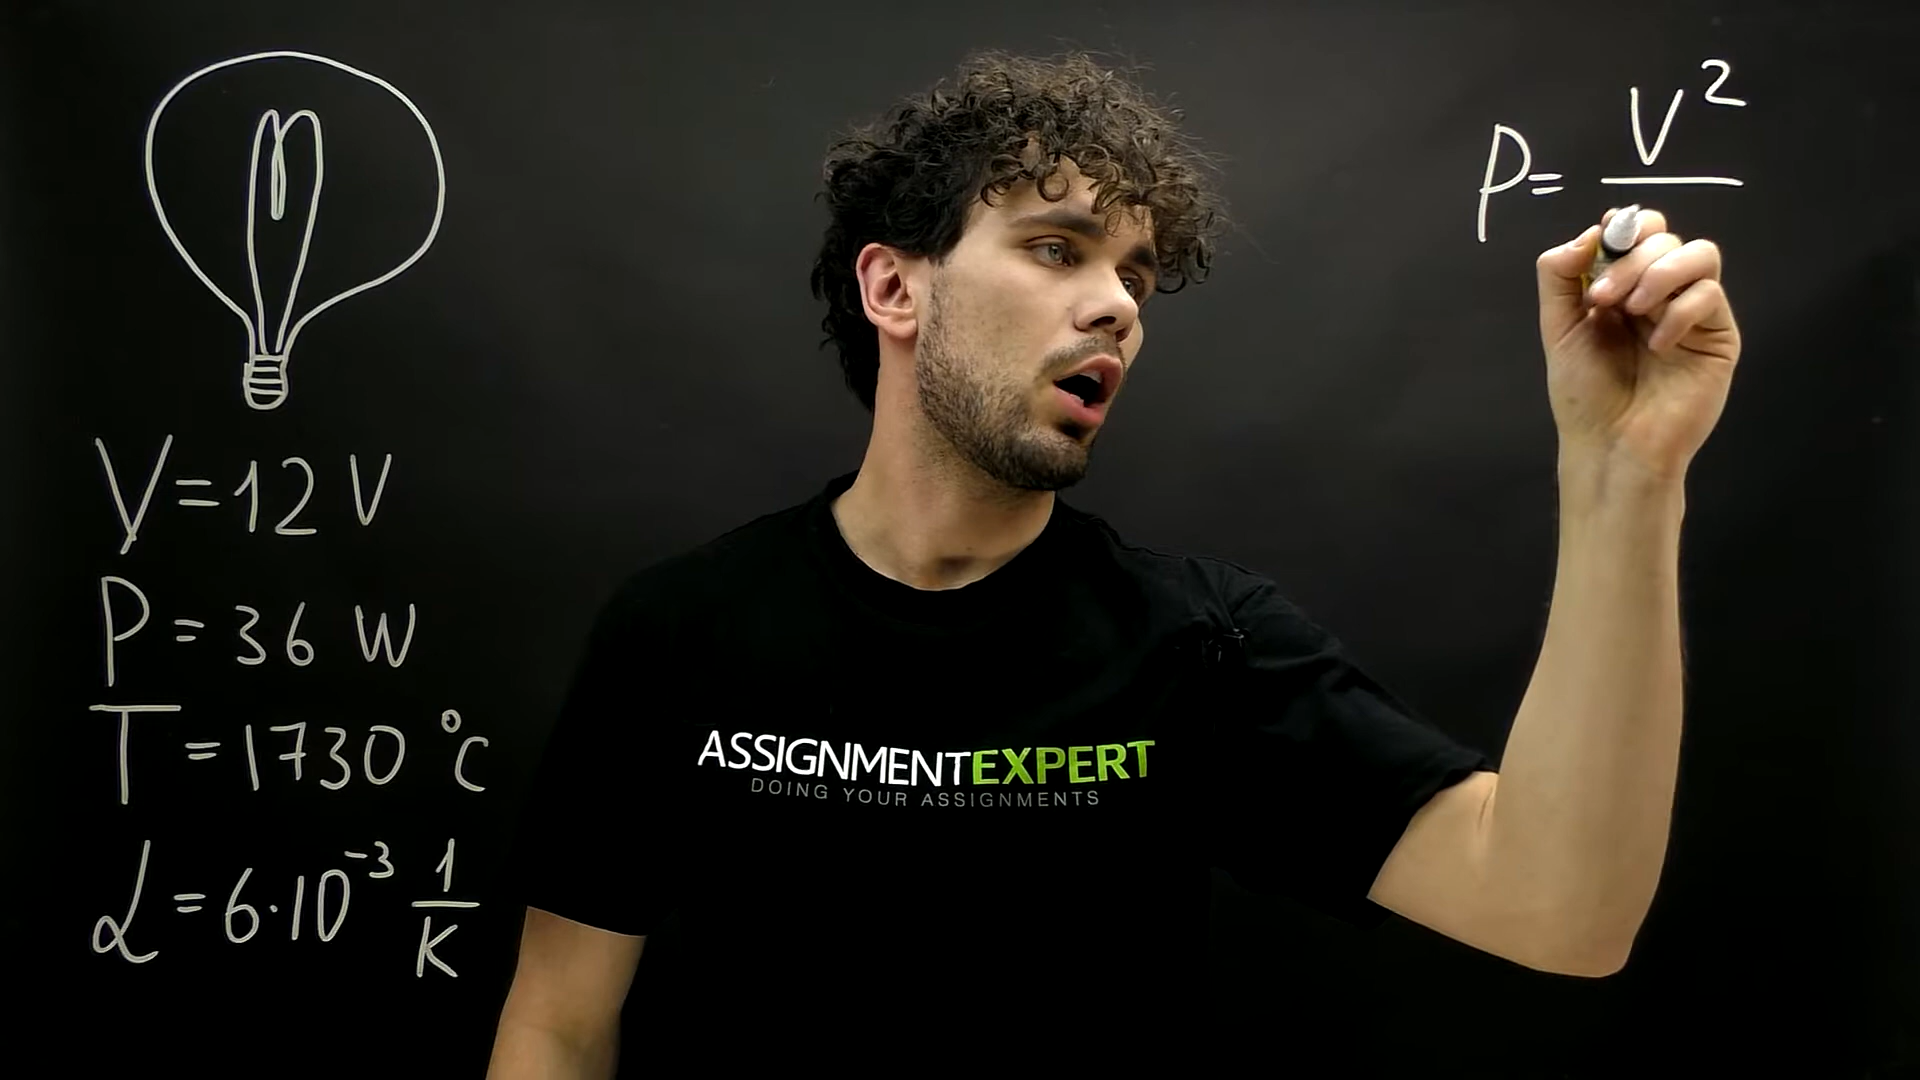 V = 12 V
P = 36 W
T = 1730 °C
α = 6·10⁻³ 1/K
P = V²
ASSIGNMENTEXPERT
DOING YOUR ASSIGNMENTS